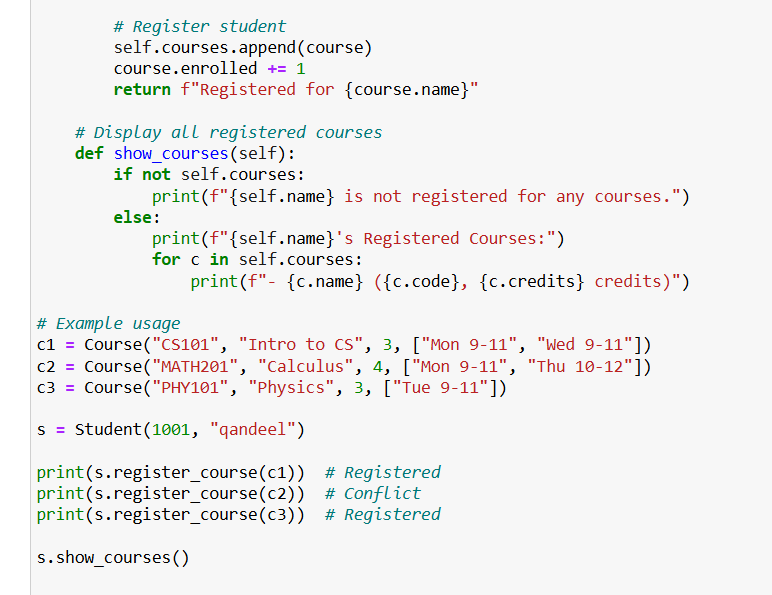 # Register student
self.courses.append(course)
course.enrolled += 1
return f"Registered for {course.name}"
# Display all registered courses
def show_courses(self):
if not self.courses:
print(f"{self.name} is not registered for any courses.")
else:
print(f"{self.name}'s Registered Courses:")
for c in self.courses:
print(f"- {c.name} ({c.code}, {c.credits} credits)")
# Example usage
c1 = Course("CS101", "Intro to CS", 3, ["Mon 9-11", "Wed 9-11"])
c2 = Course("MATH201", "Calculus", 4, ["Mon 9-11", "Thu 10-12"])
c3 = Course("PHY101", "Physics", 3, ["Tue 9-11"])
s = Student(1001, "qandeel")
print(s.register_course(c1))  # Registered
print(s.register_course(c2))  # Conflict
print(s.register_course(c3))  # Registered
s.show_courses()